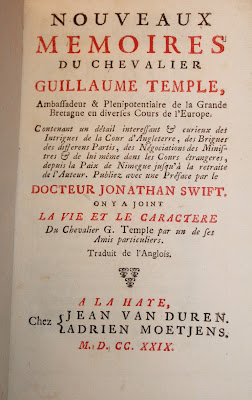 NOUVEAUX
MEMOIRES
DU CHEVALIER
GUILLAUME TEMPLE,
Ambassadeur & Plenipotentiaire de la Grande
Bretagne en diverses Cours de l'Europe.
Contenant un détail interessant & curieux des
Intrigues de la Cour d'Angleterre, des Brigues
des differens Partis, des Négociations des Minis-
tres & de lui même dans les Cours étrangeres,
depuis la Paix de Nimegue jusqu'à la retraite
de l'Auteur. Publiez avec une Préface par le
DOCTEUR JONATHAN SWIFT.
ON Y A JOINT
LA VIE ET LE CARACTERE
Du Chevalier G. Temple par un de ses
Amis particuliers.
Traduit de l'Anglois.
A LA HAYE,
Chez { JEAN VAN DUREN.
ADRIEN MOETJENS.
M. D. CC. XXIX.